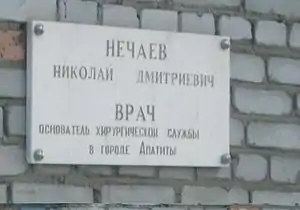 НЕЧАЕВ
НИКОЛАЙ ДМИТРИЕВИЧ
ВРАЧ
ОСНОВАТЕЛЬ ХИРУРГИЧЕСКОЙ СЛУЖБЫ
В ГОРОДЕ АПАТИТЫ